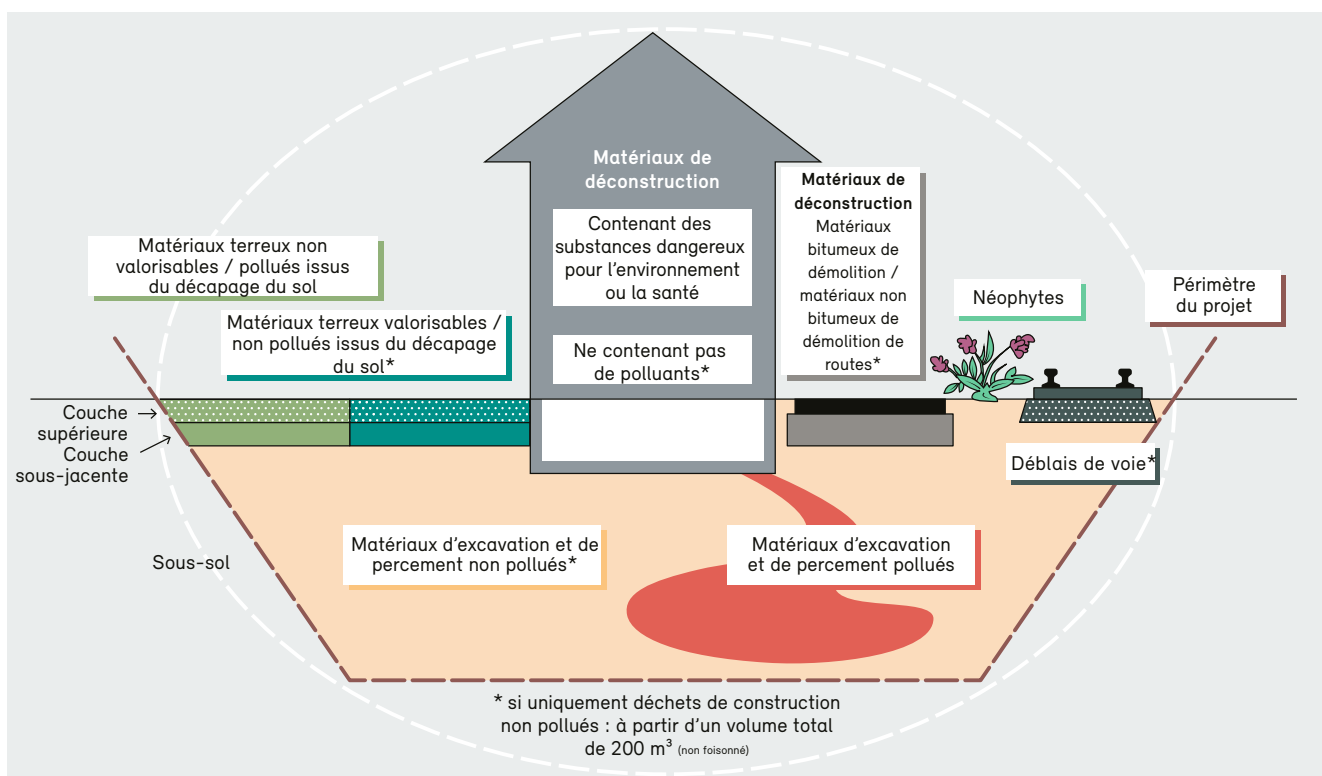 Matériaux de
déconstruction
Contenant des
substances dangereux
pour l'environnement
ou la santé
Ne contenant pas
de polluants*
Matériaux de
déconstruction
Matériaux
bitumeux de
démolition /
matériaux non
bitumeux de
démolition de
routes*
Matériaux terreux non
valorisables / pollués issus
du décapage du sol
Matériaux terreux valorisables /
non pollués issus du décapage
du sol*
Néophytes
Périmètre
du projet
Couche
supérieure
Couche
sous-jacente
Déblais de voie*
Sous-sol
Matériaux d'excavation et de
percement non pollués*
Matériaux d'excavation
et de percement pollués
* si uniquement déchets de construction
non pollués : à partir d'un volume total
de 200 m³ (non foisonné)